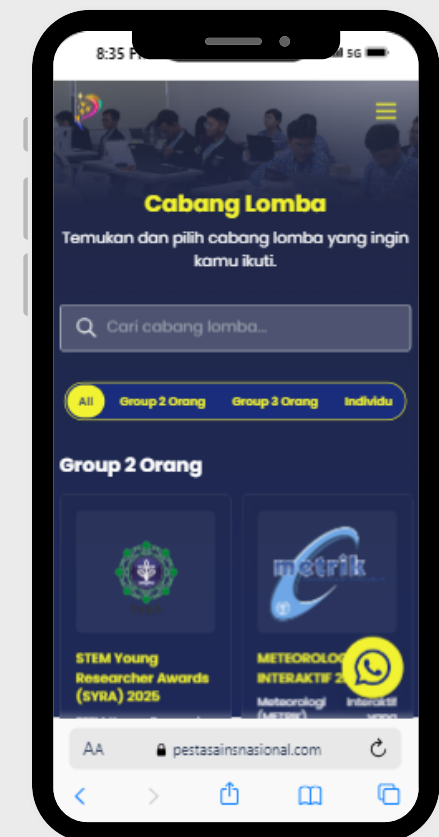 8:35 P
5G
Cabang Lomba
Temukan dan pilih cabang lomba yang ingin
kamu ikuti.
Cari cabang lomba...
All Group 2 Orang Group 3 Orang Individu
Group 2 Orang
metrik
STEM Young
Researcher Awards
(SYRA) 2025
METEOROLO
INTERAKTIF 2
Meteorologi Interaktif
(METRIK) yang
AA pestasainsnasional.com